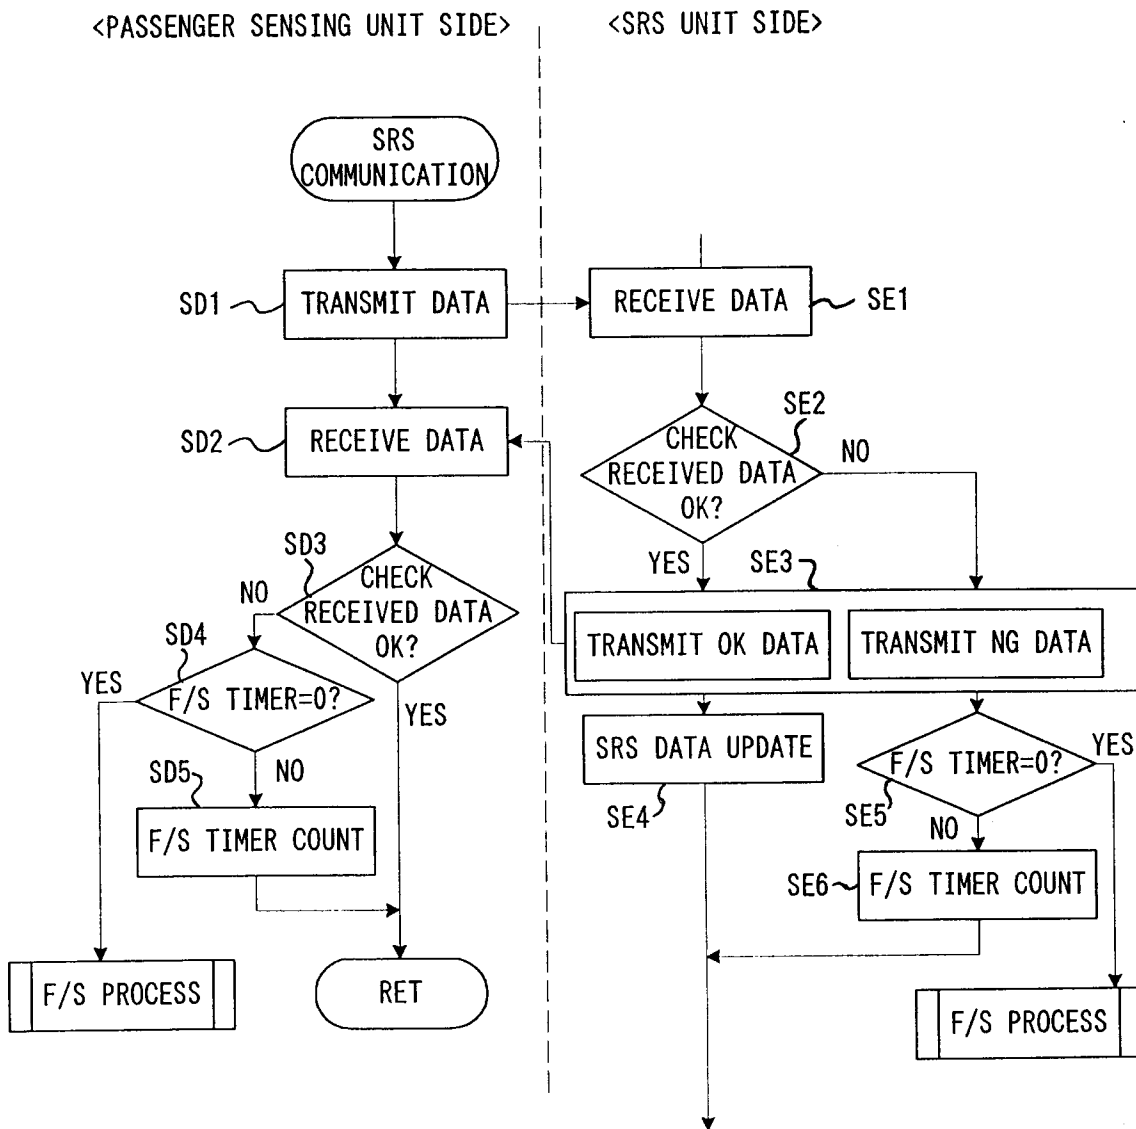 <PASSENGER SENSING UNIT SIDE>
<SRS UNIT SIDE>
SRS
COMMUNICATION
SD1
TRANSMIT DATA
RECEIVE DATA
SE1
SD2
RECEIVE DATA
SE2
CHECK
RECEIVED DATA
OK?
NO
YES
SE3
SD3
CHECK
RECEIVED DATA
OK?
NO
YES
TRANSMIT OK DATA
TRANSMIT NG DATA
SD4
YES
F/S TIMER=0?
NO
SD5
F/S TIMER COUNT
SRS DATA UPDATE
SE4
F/S TIMER=0?
YES
SE5
NO
SE6
F/S TIMER COUNT
F/S PROCESS
RET
F/S PROCESS